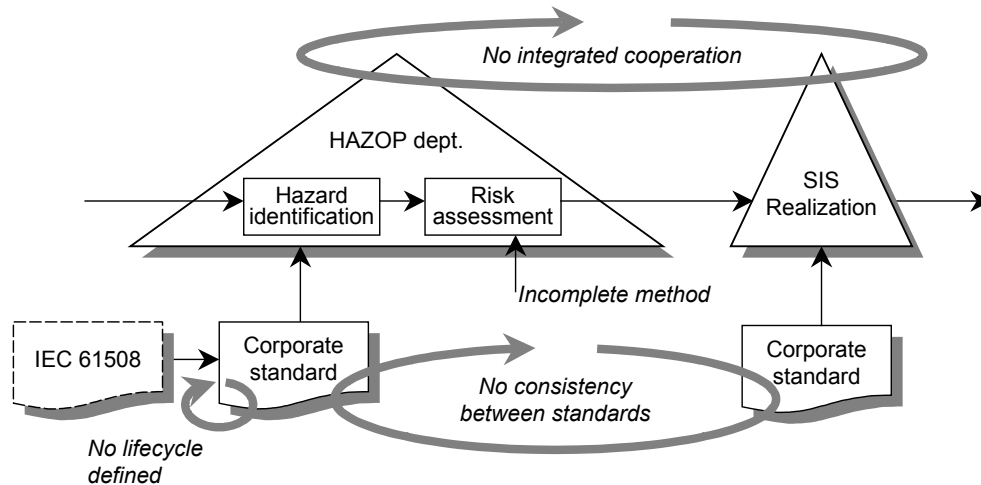 No integrated cooperation
HAZOP dept.
Hazard
identification
Risk
assessment
SIS
Realization
Incomplete method
IEC 61508
Corporate
standard
Corporate
standard
No consistency
between standards
No lifecycle
defined